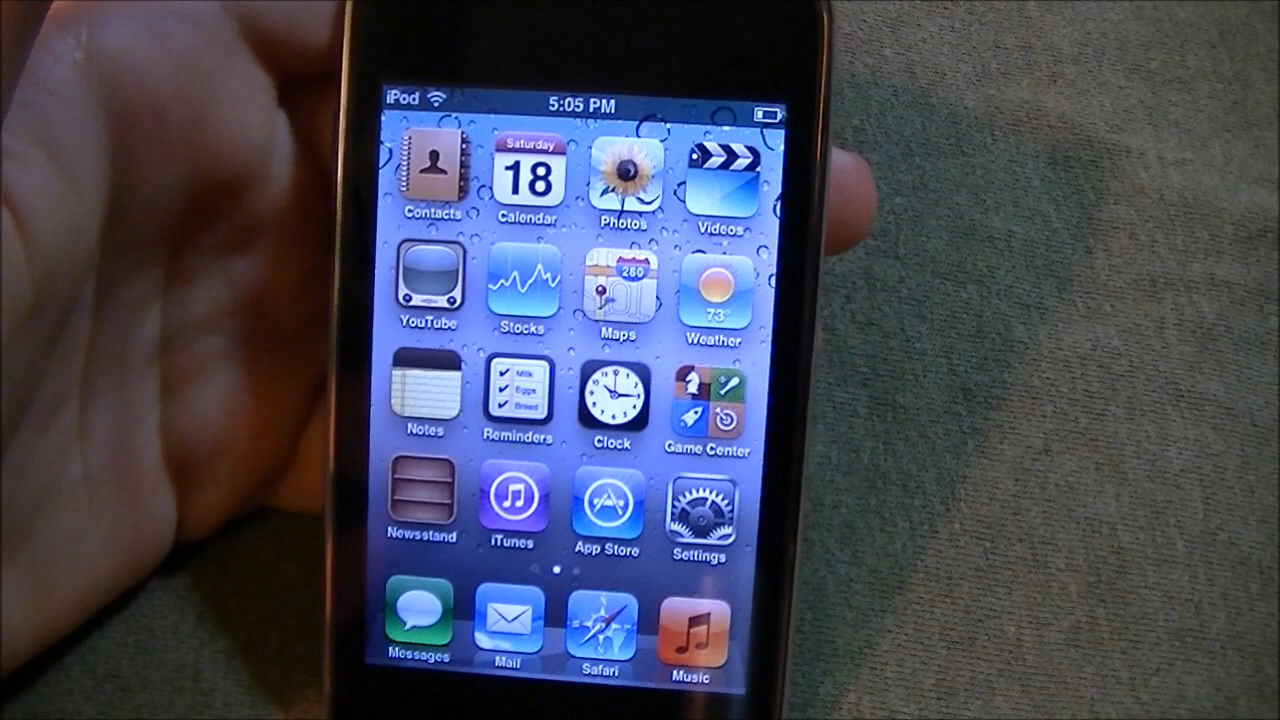 iPod 5:05 PM
Saturday
18
Contacts Calendar Photos Videos
280
73°
YouTube Stocks Maps Weather
Milk
Eggs
Bread
Notes Reminders Clock Game Center
Newsstand iTunes App Store Settings
Messages Mail Safari Music